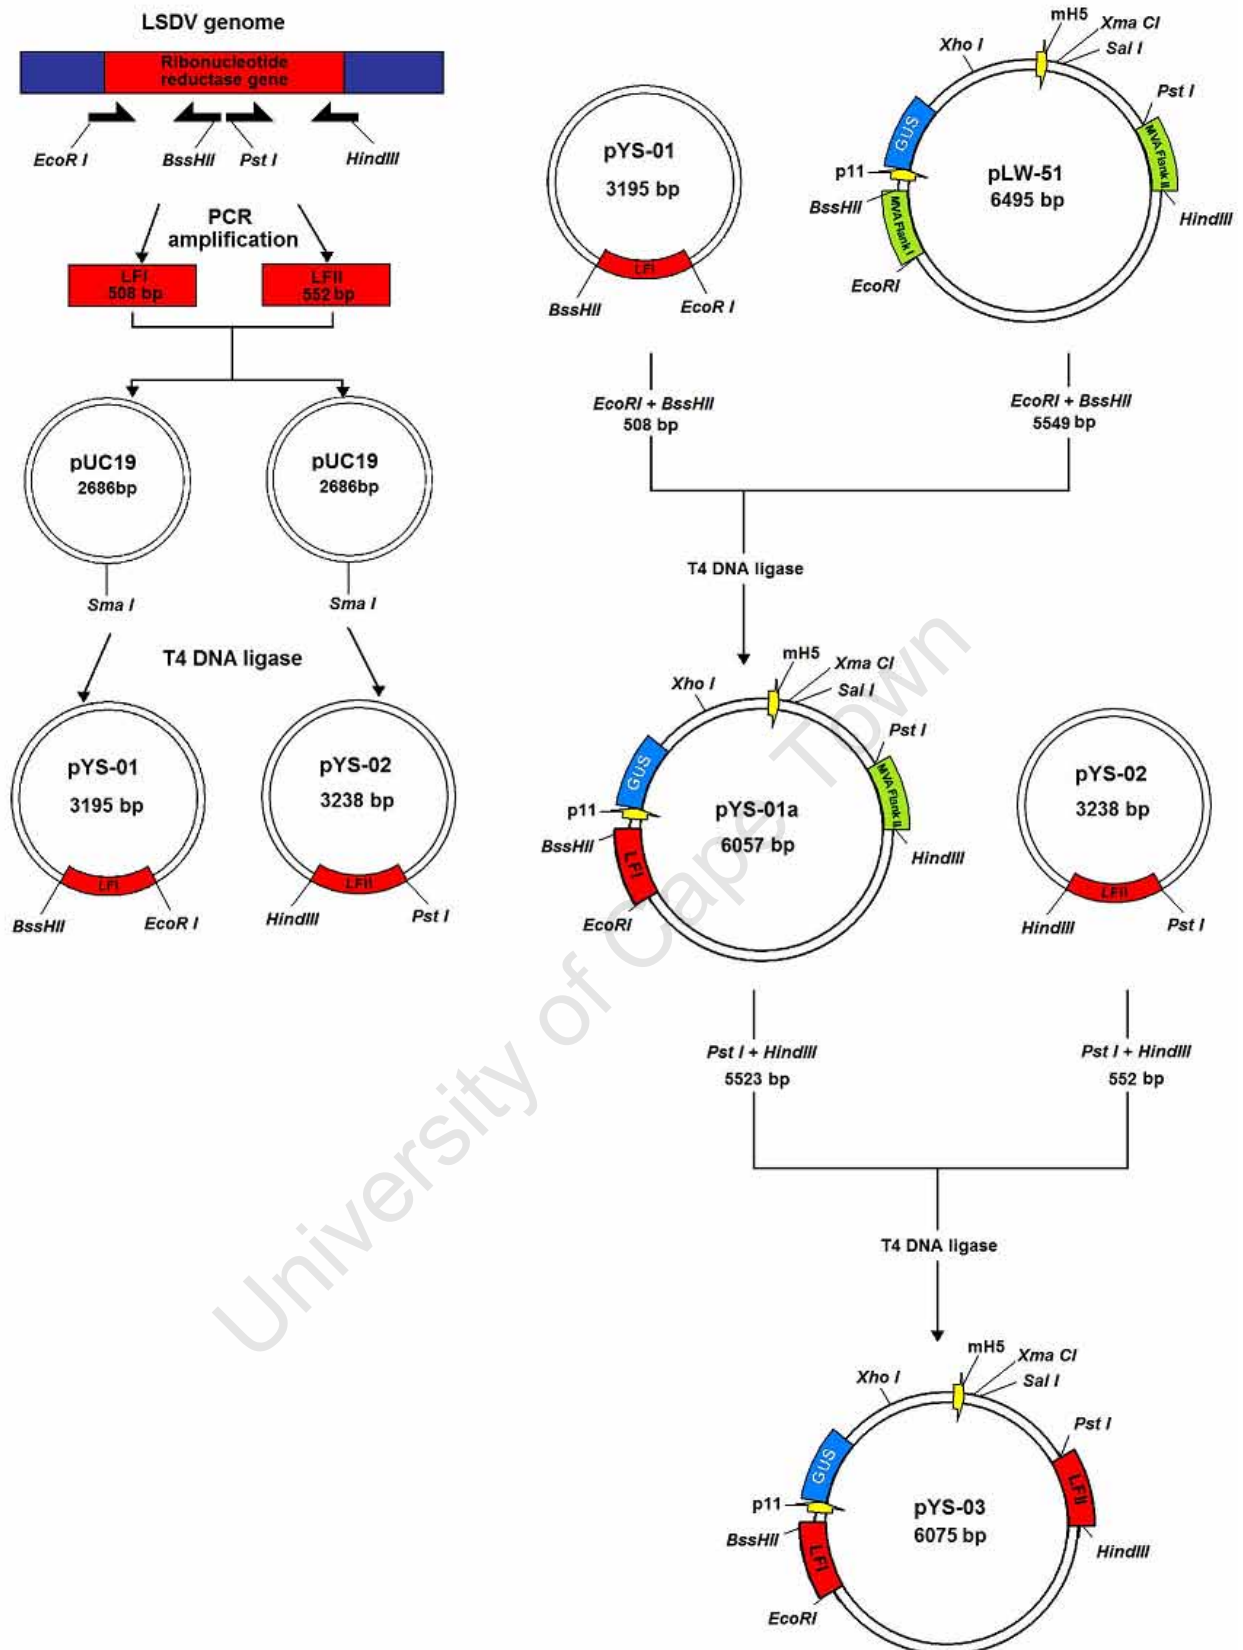 LSDV genome
Ribonucleotide
reductase gene
EcoR I
BssHII
Pst I
HindIII
PCR
amplification
LFI
508 bp
LFII
552 bp
pUC19
2686bp
pUC19
2686bp
Sma I
Sma I
T4 DNA ligase
pYS-01
3195 bp
LFI
BssHII
EcoR I
pYS-02
3238 bp
LFII
HindIII
Pst I
pYS-01
3195 bp
LFI
BssHII
EcoR I
mH5
Xma CI
Sal I
Xho I
Pst I
GUS
MVA Flank II
p11
pLW-51
6495 bp
BssHII
MVA Flank I
HindIII
EcoRI
EcoRI + BssHII
508 bp
EcoRI + BssHII
5549 bp
T4 DNA ligase
mH5
Xma CI
Sal I
Xho I
Pst I
GUS
MVA Flank II
p11
pYS-01a
6057 bp
BssHII
LFI
HindIII
EcoRI
pYS-02
3238 bp
LFII
HindIII
Pst I
Pst I + HindIII
5523 bp
Pst I + HindIII
552 bp
T4 DNA ligase
mH5
Xma CI
Sal I
Xho I
Pst I
GUS
LFII
p11
pYS-03
6075 bp
BssHII
LFI
HindIII
EcoRI
University of Cape Town